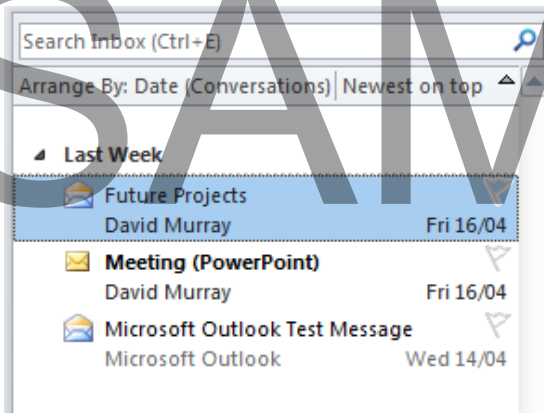 Search Inbox (Ctrl+E)
Arrange By: Date (Conversations) Newest on top
Last Week
Future Projects
David Murray Fri 16/04
Meeting (PowerPoint)
David Murray Fri 16/04
Microsoft Outlook Test Message
Microsoft Outlook Wed 14/04